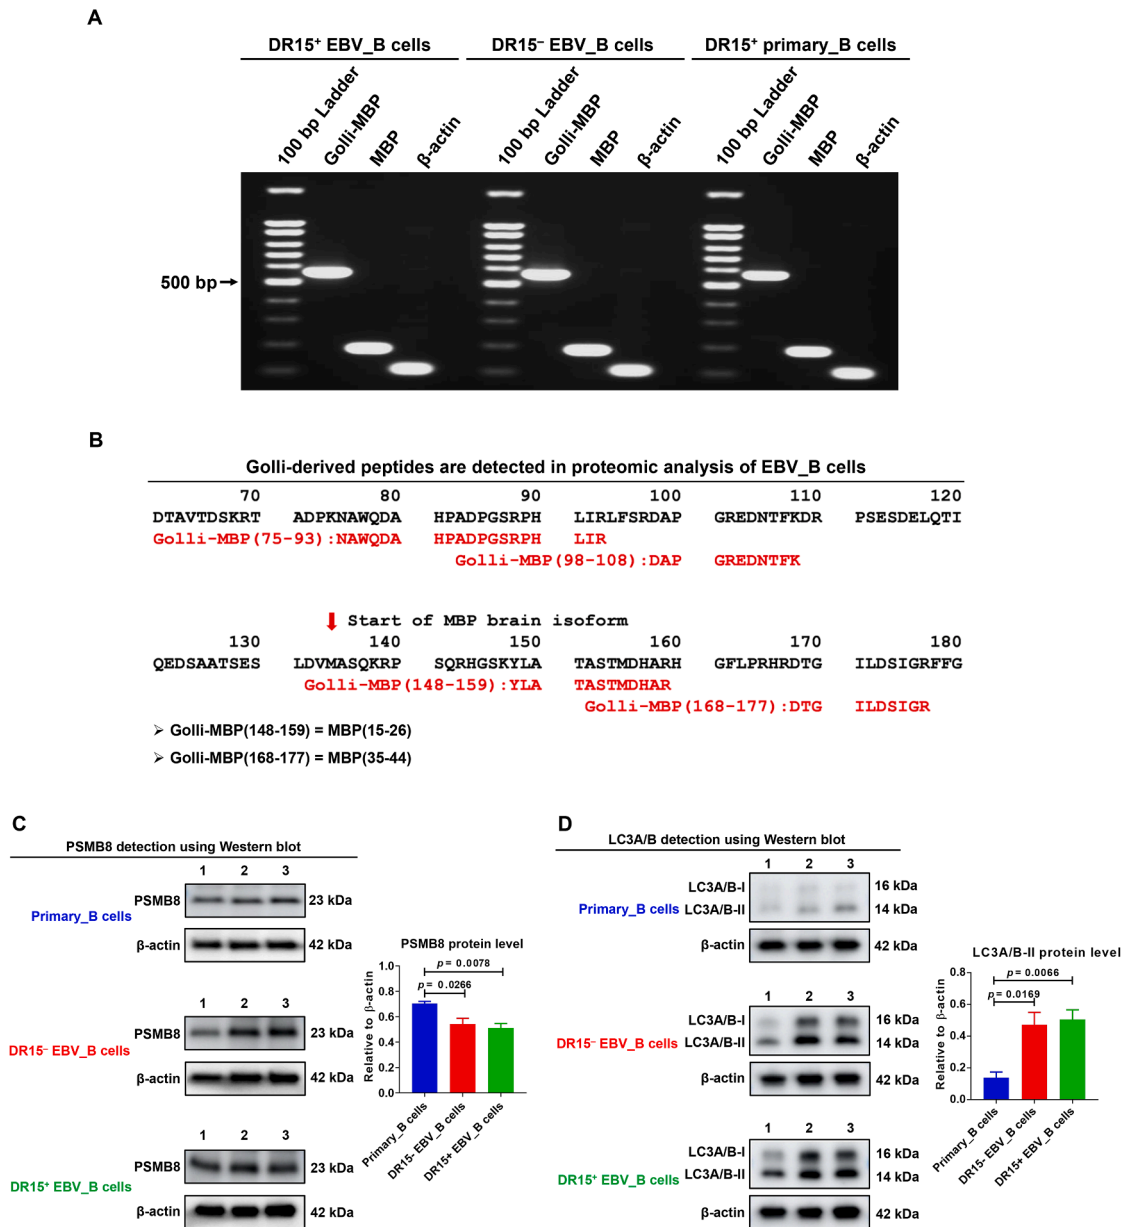 A
DR15⁺ EBV_B cells DR15⁻ EBV_B cells DR15⁺ primary_B cells
100 bp Ladder Golli-MBP MBP β-actin 100 bp Ladder Golli-MBP MBP β-actin 100 bp Ladder Golli-MBP MBP β-actin
500 bp
B
Golli-derived peptides are detected in proteomic analysis of EBV_B cells
70 80 90 100 110 120
DTAVTDSKRT ADPKNAWQDA HPADPGSRPH LIRLFSRDAP GREDNTFKDR PSESDELQTI
Golli-MBP(75-93):NAWQDA HPADPGSRPH LIR
Golli-MBP(98-108):DAP GREDNTFK
Start of MBP brain isoform
130 140 150 160 170 180
QEDSAATSES LDVMASQKRP SQRHGSKYLA TASTMDHARH GFLPRHRDTG ILDSIGRFFG
Golli-MBP(148-159):YLA TASTMDHAR
Golli-MBP(168-177):DTG ILDSIGR
➢ Golli-MBP(148-159) = MBP(15-26)
➢ Golli-MBP(168-177) = MBP(35-44)
C
PSMB8 detection using Western blot
1 2 3
PSMB8 23 kDa
Primary_B cells
β-actin 42 kDa
1 2 3
PSMB8 23 kDa
DR15⁻ EBV_B cells
β-actin 42 kDa
1 2 3
PSMB8 23 kDa
DR15⁺ EBV_B cells
β-actin 42 kDa
PSMB8 protein level
p = 0.0078
p = 0.0266
Relative to β-actin
1.0
0.8
0.6
0.4
0.2
0.0
Primary_B cells
DR15- EBV_B cells
DR15+ EBV_B cells
D
LC3A/B detection using Western blot
1 2 3
LC3A/B-I 16 kDa
Primary_B cells LC3A/B-II 14 kDa
β-actin 42 kDa
1 2 3
LC3A/B-I 16 kDa
DR15⁻ EBV_B cells LC3A/B-II 14 kDa
β-actin 42 kDa
1 2 3
LC3A/B-I 16 kDa
DR15⁺ EBV_B cells LC3A/B-II 14 kDa
β-actin 42 kDa
LC3A/B-II protein level
p = 0.0066
p = 0.0169
Relative to β-actin
0.8
0.6
0.4
0.2
0.0
Primary_B cells
DR15- EBV_B cells
DR15+ EBV_B cells